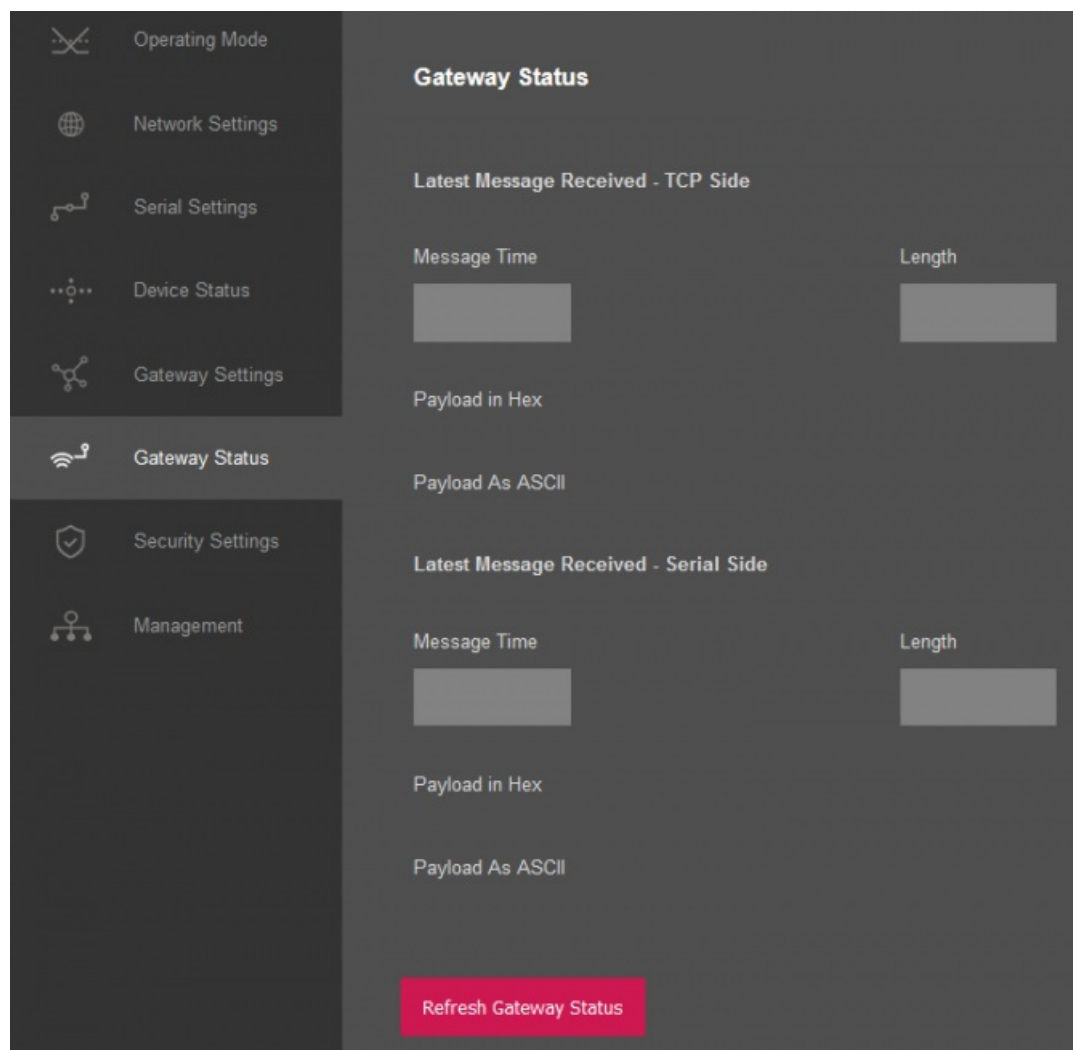 Operating Mode
Network Settings
Serial Settings
Device Status
Gateway Settings
Gateway Status
Security Settings
Management
Gateway Status
Latest Message Received - TCP Side
Message Time Length
Payload in Hex
Payload As ASCII
Latest Message Received - Serial Side
Message Time Length
Payload in Hex
Payload As ASCII
Refresh Gateway Status